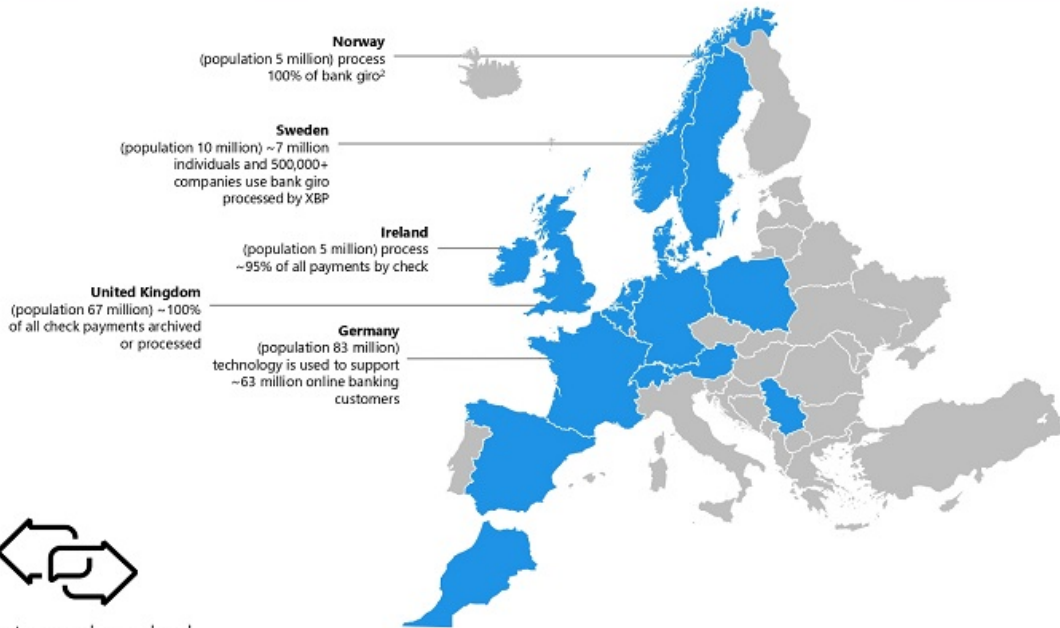 Norway
(population 5 million) process
100% of bank giro²
Sweden
(population 10 million) ~7 million
individuals and 500,000+
companies use bank giro
processed by XBP
Ireland
(population 5 million) process
~95% of all payments by check
United Kingdom
(population 67 million) ~100%
of all check payments archived
or processed
Germany
(population 83 million)
technology is used to support
~63 million online banking
customers